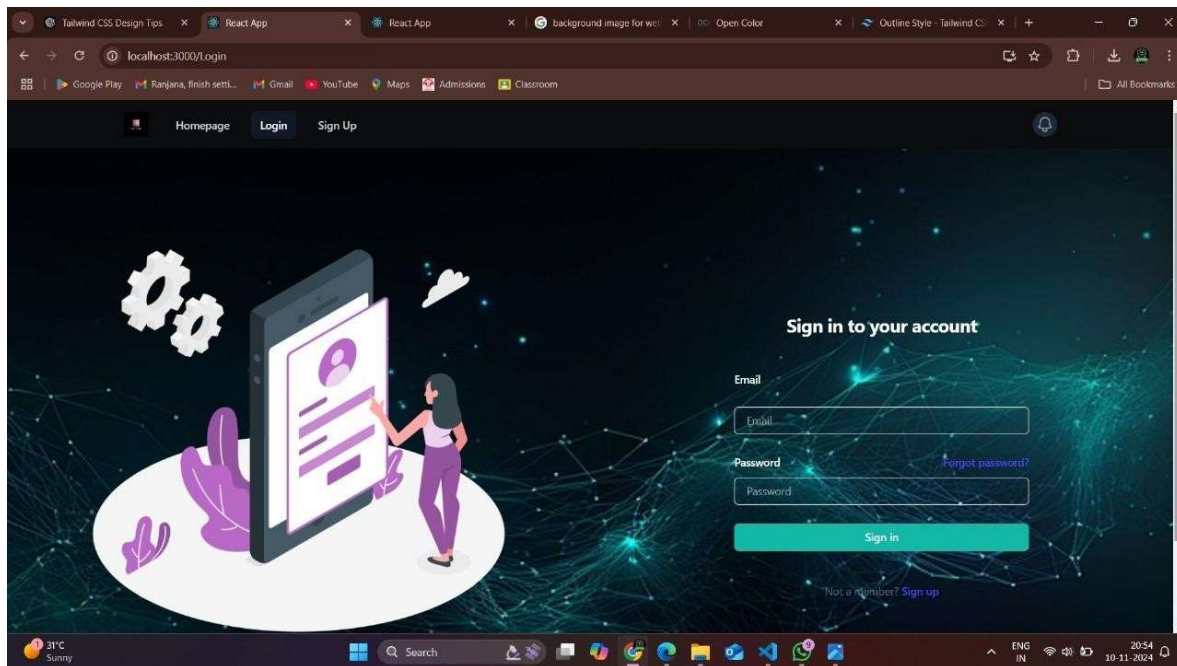 Tailwind CSS Design Tips
React App
React App
background image for we
Open Color
Outline Style - Tailwind CS
localhost:3000/Login
Google Play
Ranjana, finish setti...
Gmail
YouTube
Maps
Admissions
Classroom
All Bookmarks
Homepage
Login
Sign Up
Sign in to your account
Email
Email
Password
Forgot password?
Password
Sign in
Not a member? Sign up
31°C
Sunny
Search
9
ENG
IN
20:54
10-11-2024